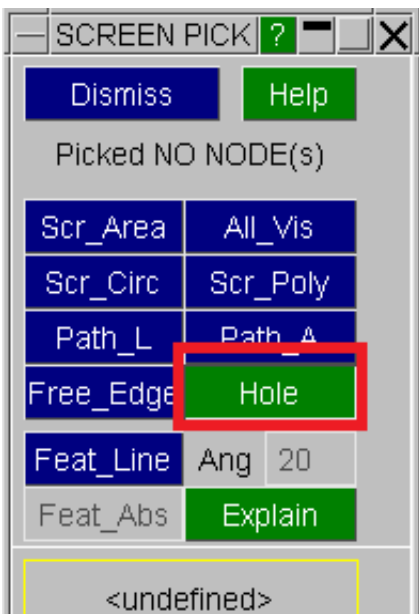 SCREEN PICK ?
Dismiss Help
Picked NO NODE(s)
Scr_Area All_Vis
Scr_Circ Scr_Poly
Path_L Path_A
Free_Edge Hole
Feat_Line Ang 20
Feat_Abs Explain
<undefined>